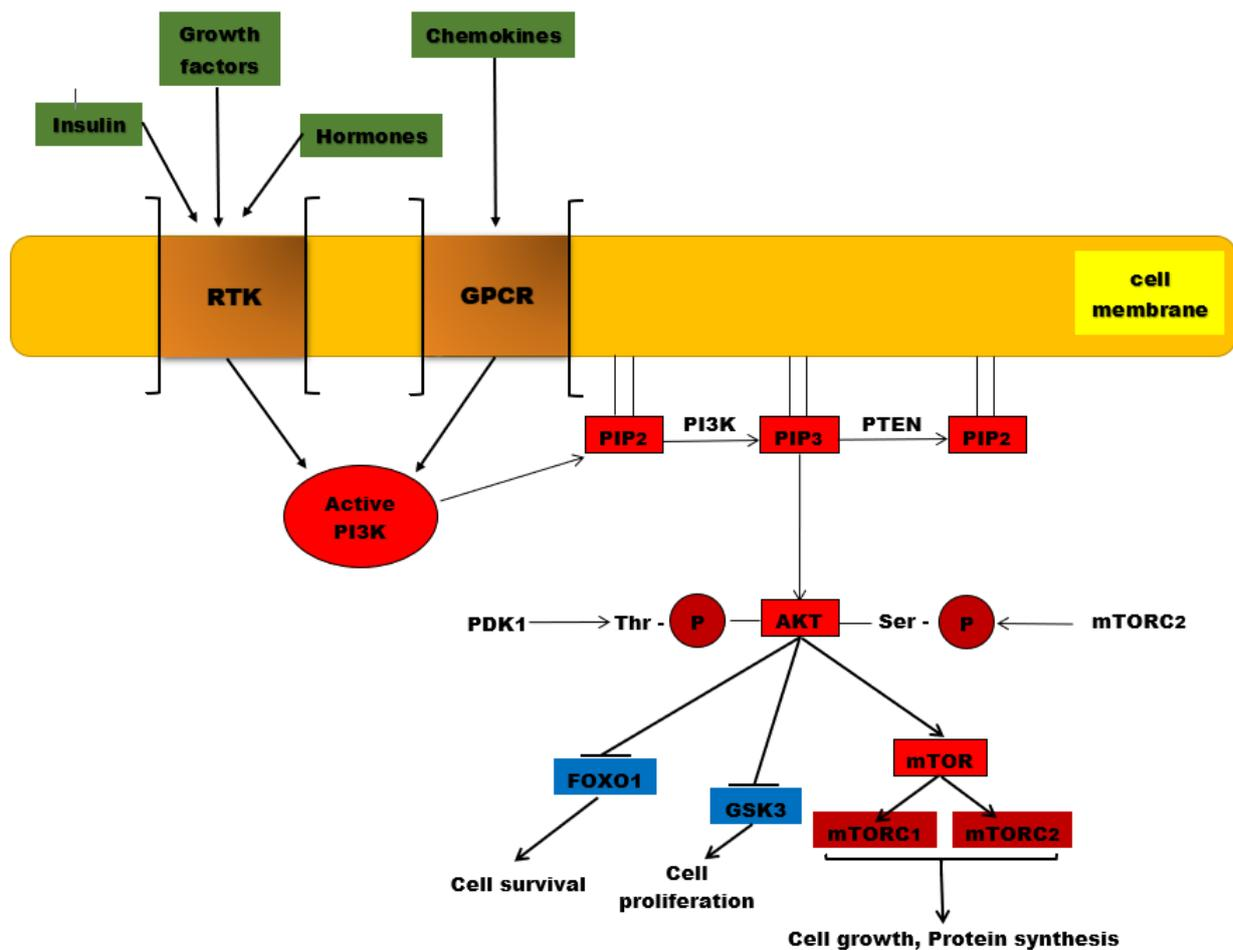 Growth
factors
Chemokines
Insulin
Hormones
RTK
GPCR
cell
membrane
PIP2
PI3K
PIP3
PTEN
PIP2
Active
PI3K
PDK1
Thr -
P
AKT
Ser -
P
mTORC2
FOXO1
GSK3
mTOR
mTORC1
mTORC2
Cell survival
Cell
proliferation
Cell growth, Protein synthesis